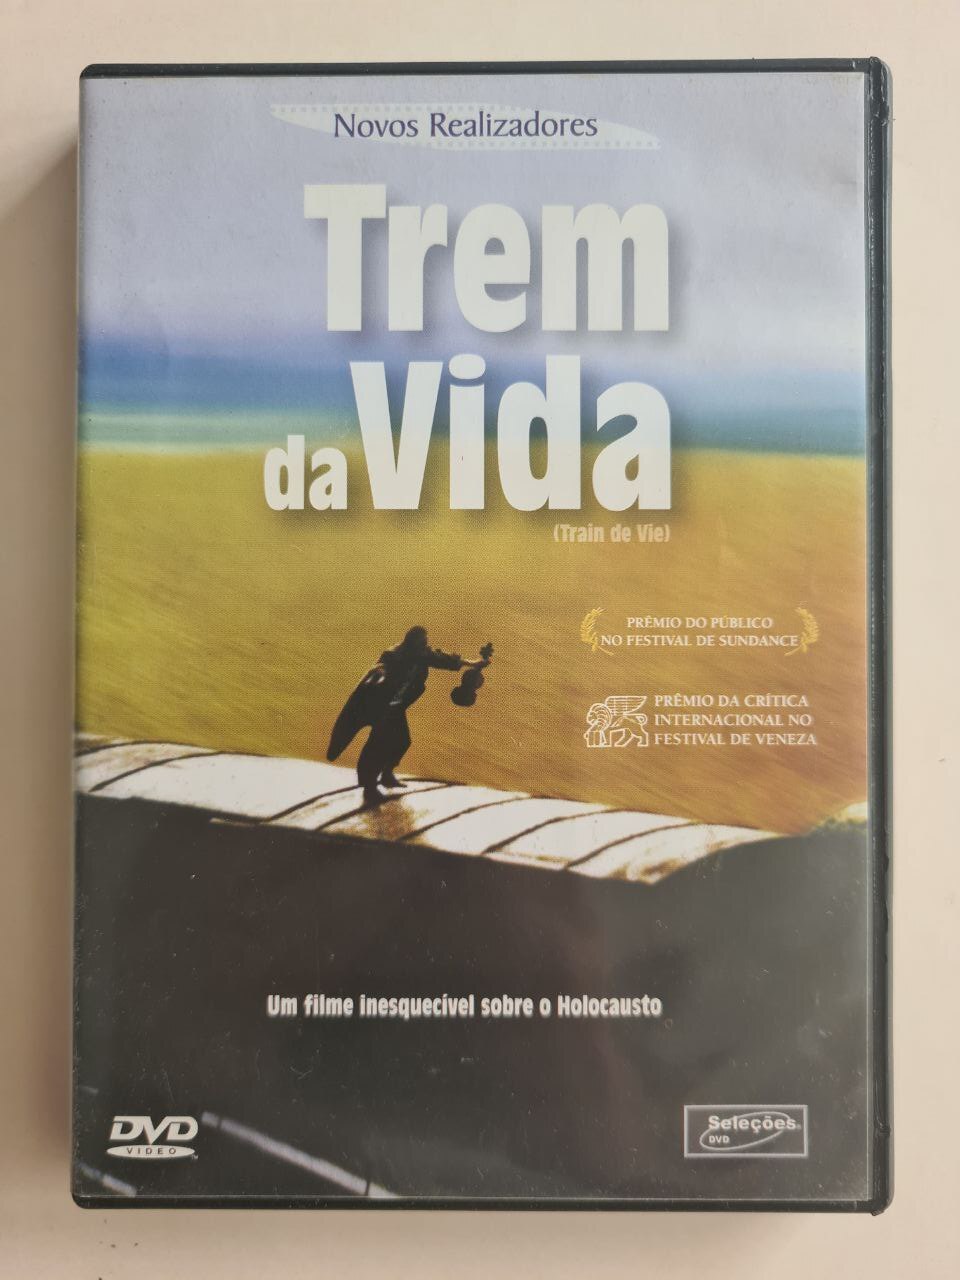 Novos Realizadores
Trem
da Vida
(Train de Vie)
PRÊMIO DO PÚBLICO
NO FESTIVAL DE SUNDANCE
PRÊMIO DA CRÍTICA
INTERNACIONAL NO
FESTIVAL DE VENEZA
Um filme inesquecível sobre o Holocausto
DVD
VIDEO
TM
Seleções®
DVD